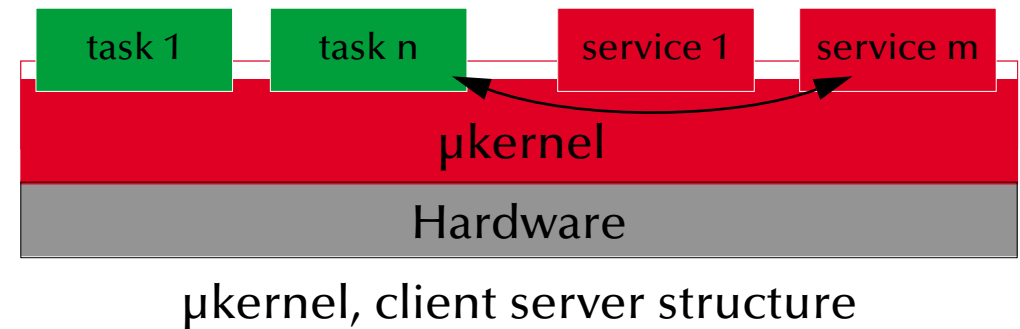 task 1
task n
service 1
service m
µkernel
Hardware
µkernel, client server structure